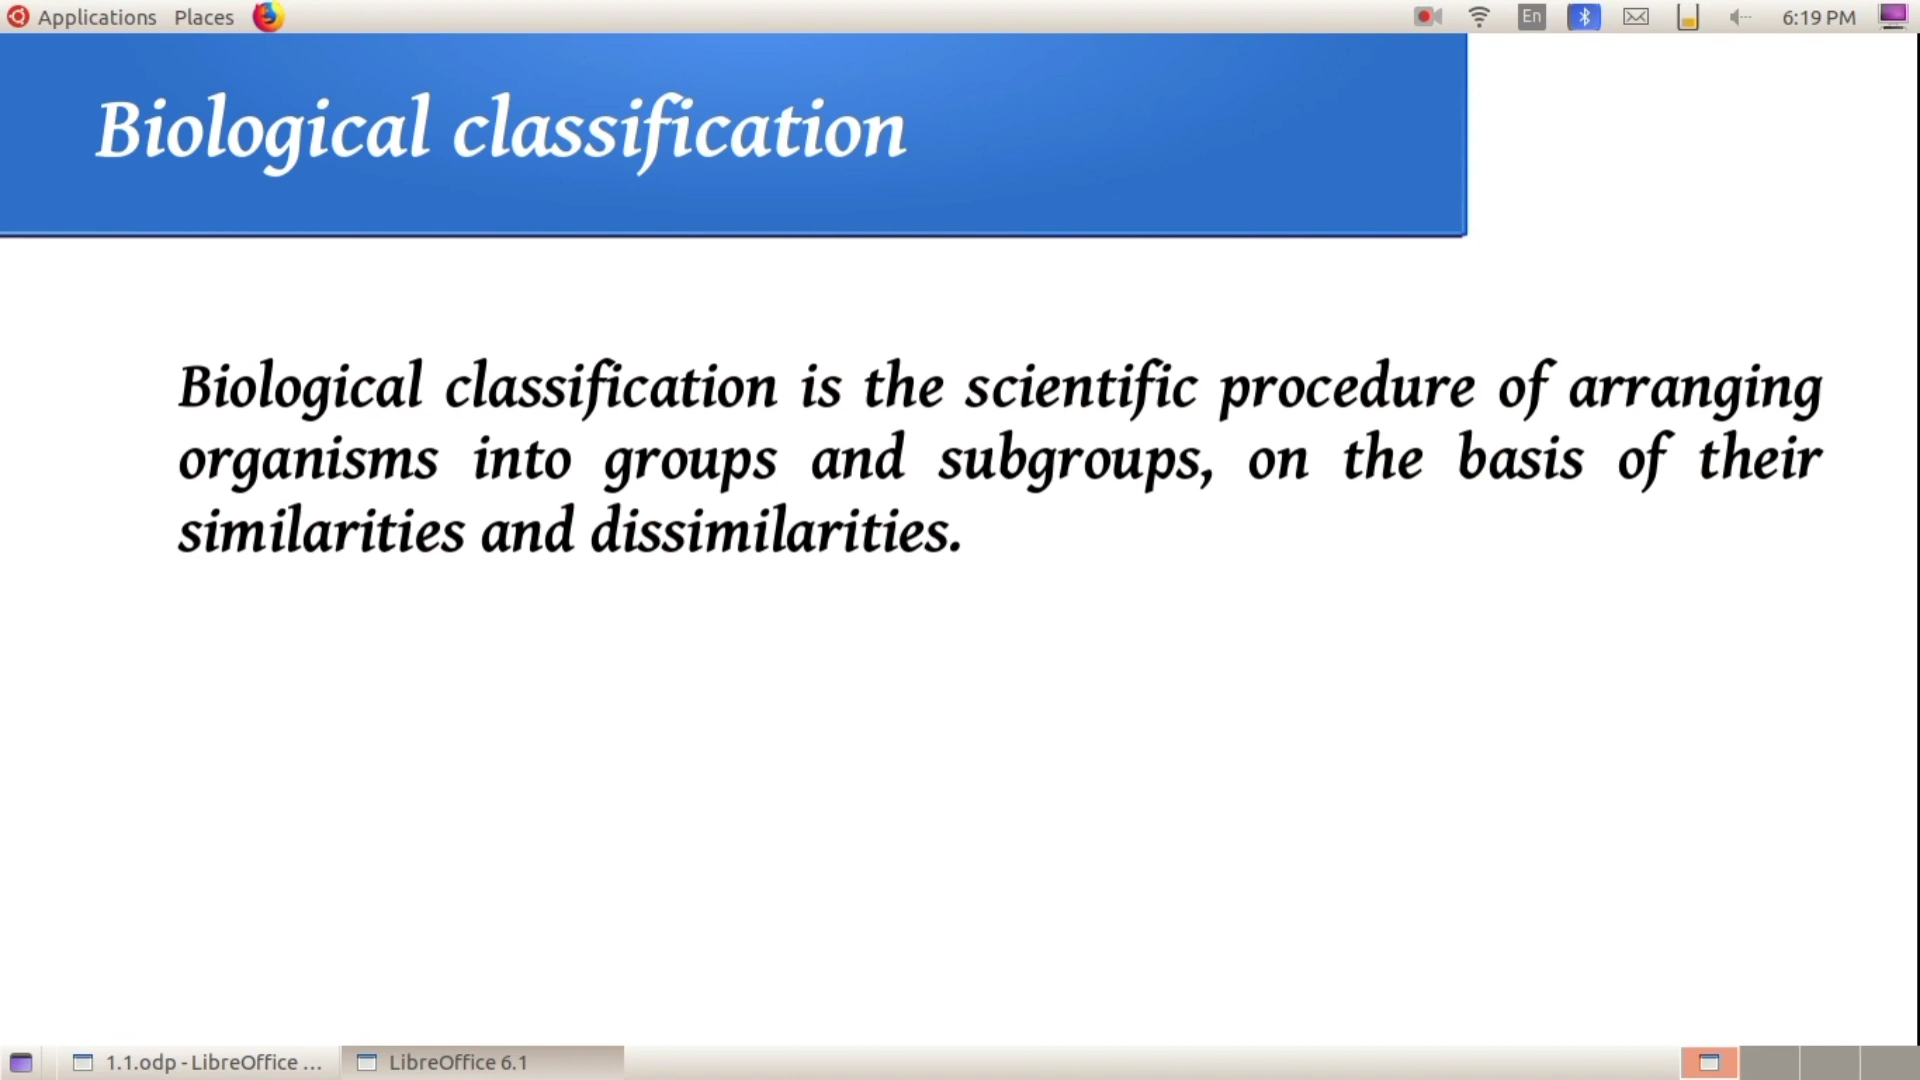 Applications Places En 6:19 PM
Biological classification
Biological classification is the scientific procedure of arranging
organisms into groups and subgroups, on the basis of their
similarities and dissimilarities.
1.1.odp - LibreOffice ... LibreOffice 6.1